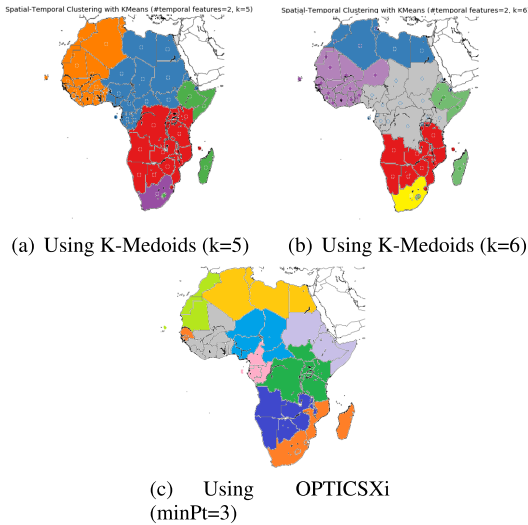 Spatial-Temporal Clustering with KMeans (#temporal features=2, k=5)
Spatial-Temporal Clustering with KMeans (#temporal features=2, k=6
(a) Using K-Medoids (k=5)
(b) Using K-Medoids (k=6)
(c) Using OPTICSXi
(minPt=3)